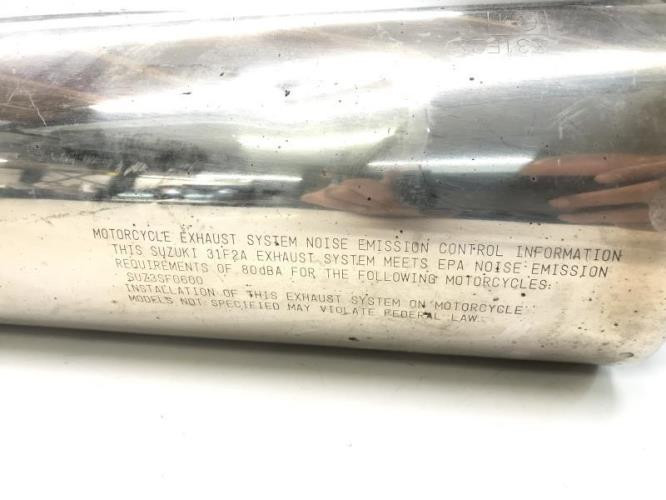 MOTORCYCLE EXHAUST SYSTEM NOISE EMISSION CONTROL INFORMATION
THIS SUZUKI 31F2A EXHAUST SYSTEM MEETS EPA NOISE EMISSION
REQUIREMENTS OF 80dBA FOR THE FOLLOWING MOTORCYCLES:
SUZ3SF0600
INSTALLATION OF THIS EXHAUST SYSTEM ON MOTORCYCLE
MODELS NOT SPECIFIED MAY VIOLATE FEDERAL LAW.